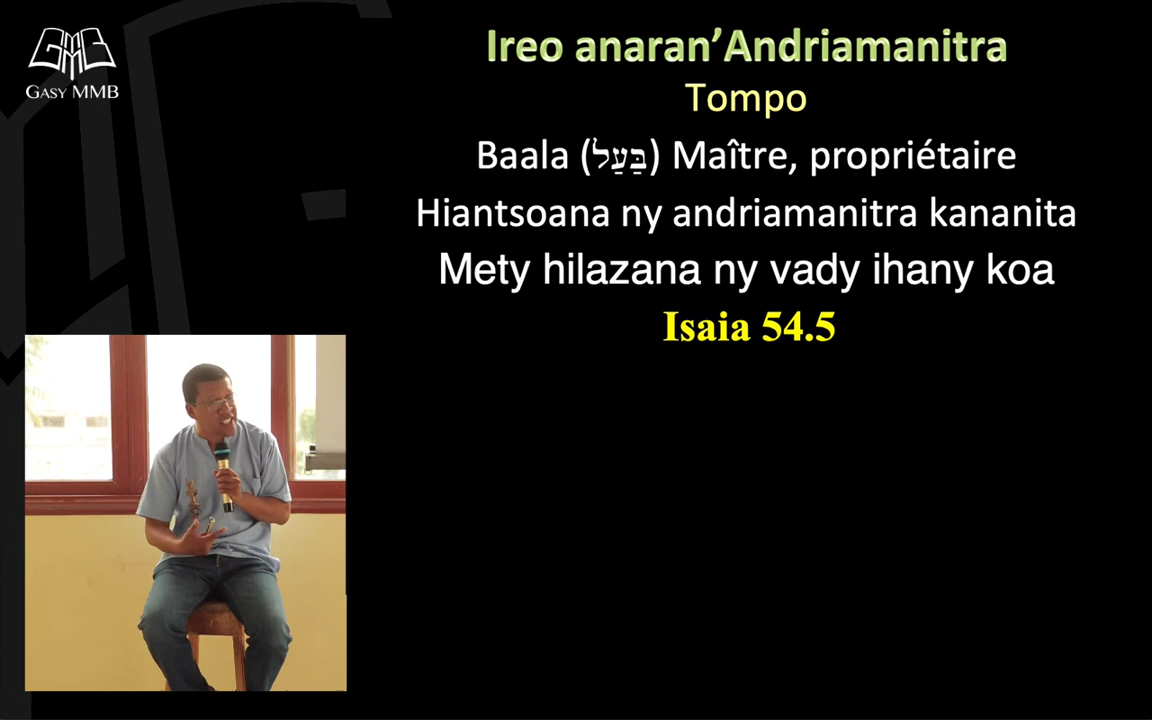 GASY MMB
Ireo anaran’Andriamanitra
Tompo
Baala (בַּעַל) Maître, propriétaire
Hiantsoana ny andriamanitra kananita
Mety hilazana ny vady ihany koa
Isaia 54.5